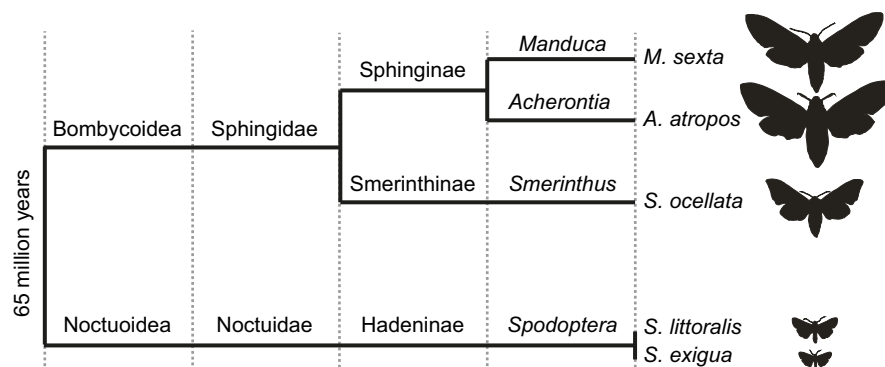 Manduca
M. sexta
Sphinginae
Acherontia
A. atropos
Bombycoidea
Sphingidae
Smerinthinae
Smerinthus
S. ocellata
65 million years
Noctuoidea
Noctuidae
Hadeninae
Spodoptera
S. littoralis
S. exigua